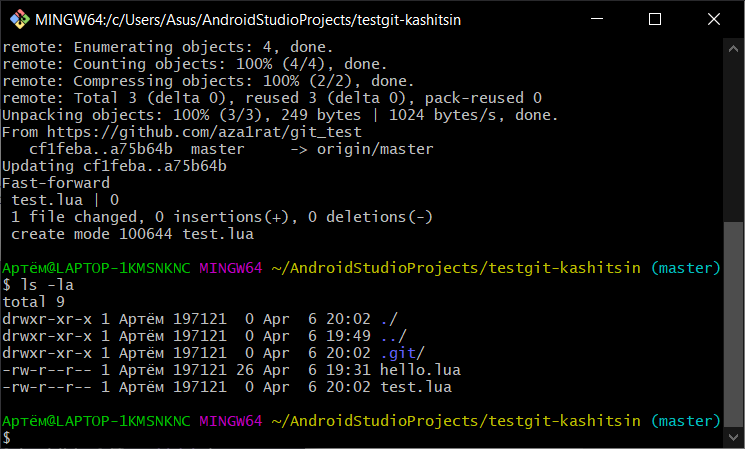 MINGW64:/c/Users/Asus/AndroidStudioProjects/testgit-kashitsin
remote: Enumerating objects: 4, done.
remote: Counting objects: 100% (4/4), done.
remote: Compressing objects: 100% (2/2), done.
remote: Total 3 (delta 0), reused 3 (delta 0), pack-reused 0
Unpacking objects: 100% (3/3), 249 bytes | 1024 bytes/s, done.
From https://github.com/aza1rat/git_test
   cf1feba..a75b64b  master     -> origin/master
Updating cf1feba..a75b64b
Fast-forward
 test.lua | 0
 1 file changed, 0 insertions(+), 0 deletions(-)
 create mode 100644 test.lua
Артём@LAPTOP-1KMSNKNC MINGW64 ~/AndroidStudioProjects/testgit-kashitsin (master)
$ ls -la
total 9
drwxr-xr-x 1 Артём 197121  0 Apr  6 20:02 ./
drwxr-xr-x 1 Артём 197121  0 Apr  6 19:49 ../
drwxr-xr-x 1 Артём 197121  0 Apr  6 20:02 .git/
-rw-r--r-- 1 Артём 197121 26 Apr  6 19:31 hello.lua
-rw-r--r-- 1 Артём 197121  0 Apr  6 20:02 test.lua
Артём@LAPTOP-1KMSNKNC MINGW64 ~/AndroidStudioProjects/testgit-kashitsin (master)
$